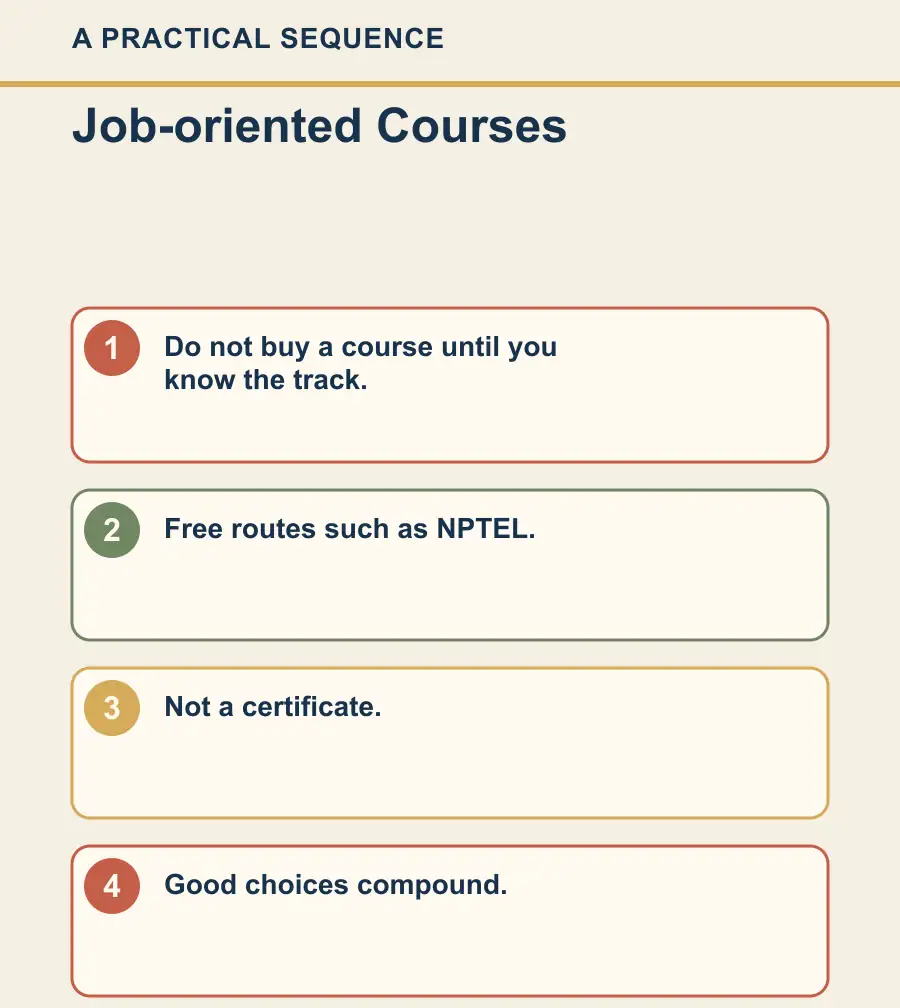 A PRACTICAL SEQUENCE
Job-oriented Courses
1
Do not buy a course until you
know the track.
2
Free routes such as NPTEL.
3
Not a certificate.
4
Good choices compound.